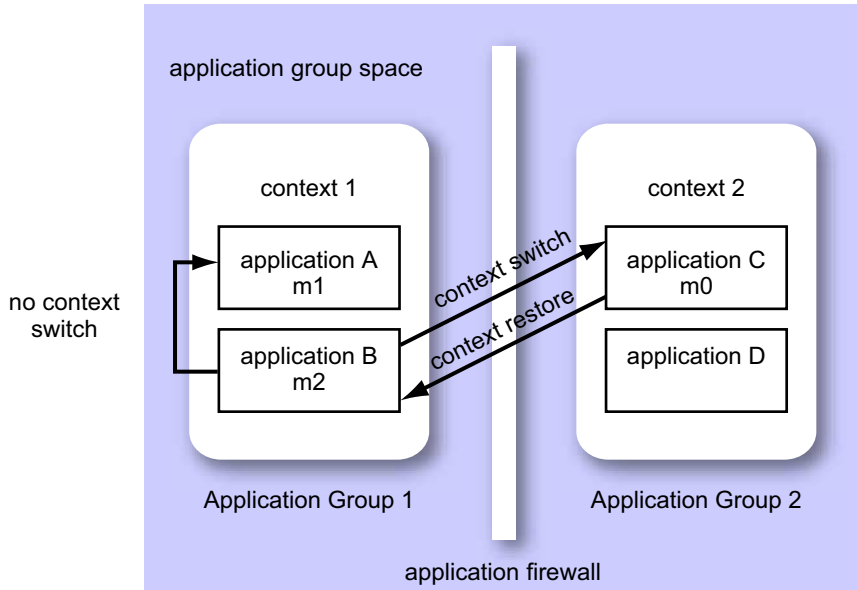 application group space
context 1
context 2
application A
m1
application C
m0
no context
switch
context switch
context restore
application B
m2
application D
Application Group 1
Application Group 2
application firewall